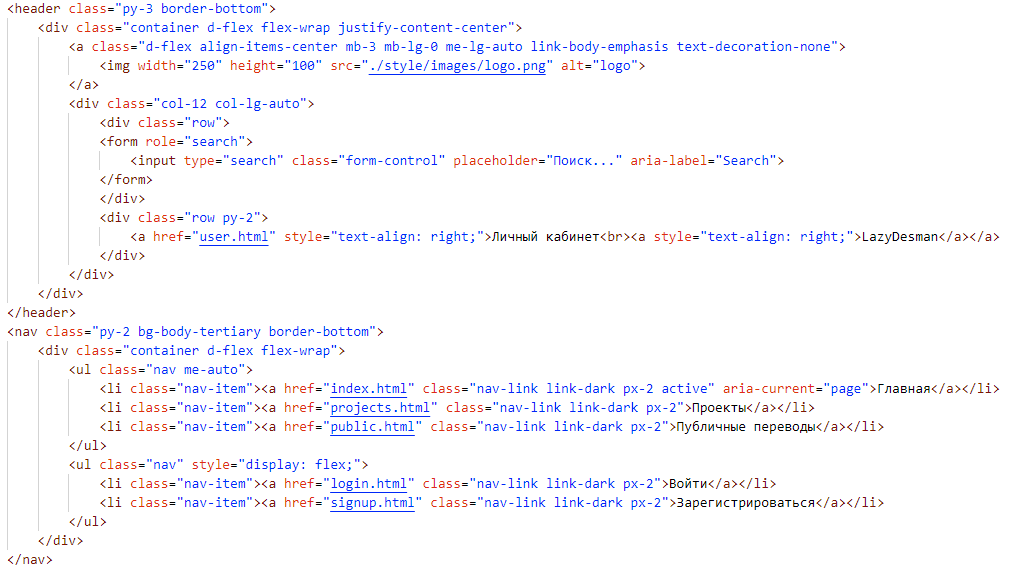 <header class="py-3 border-bottom">
<div class="container d-flex flex-wrap justify-content-center">
<a class="d-flex align-items-center mb-3 mb-lg-0 me-lg-auto link-body-emphasis text-decoration-none">
<img width="250" height="100" src="./style/images/logo.png" alt="logo">
</a>
<div class="col-12 col-lg-auto">
<div class="row">
<form role="search">
<input type="search" class="form-control" placeholder="Поиск..." aria-label="Search">
</form>
</div>
<div class="row py-2">
<a href="user.html" style="text-align: right;">Личный кабинет<br><a style="text-align: right;">LazyDesman</a></a>
</div>
</div>
</div>
</header>
<nav class="py-2 bg-body-tertiary border-bottom">
<div class="container d-flex flex-wrap">
<ul class="nav me-auto">
<li class="nav-item"><a href="index.html" class="nav-link link-dark px-2 active" aria-current="page">Главная</a></li>
<li class="nav-item"><a href="projects.html" class="nav-link link-dark px-2">Проекты</a></li>
<li class="nav-item"><a href="public.html" class="nav-link link-dark px-2">Публичные переводы</a></li>
</ul>
<ul class="nav" style="display: flex;">
<li class="nav-item"><a href="login.html" class="nav-link link-dark px-2">Войти</a></li>
<li class="nav-item"><a href="signup.html" class="nav-link link-dark px-2">Зарегистрироваться</a></li>
</ul>
</div>
</nav>